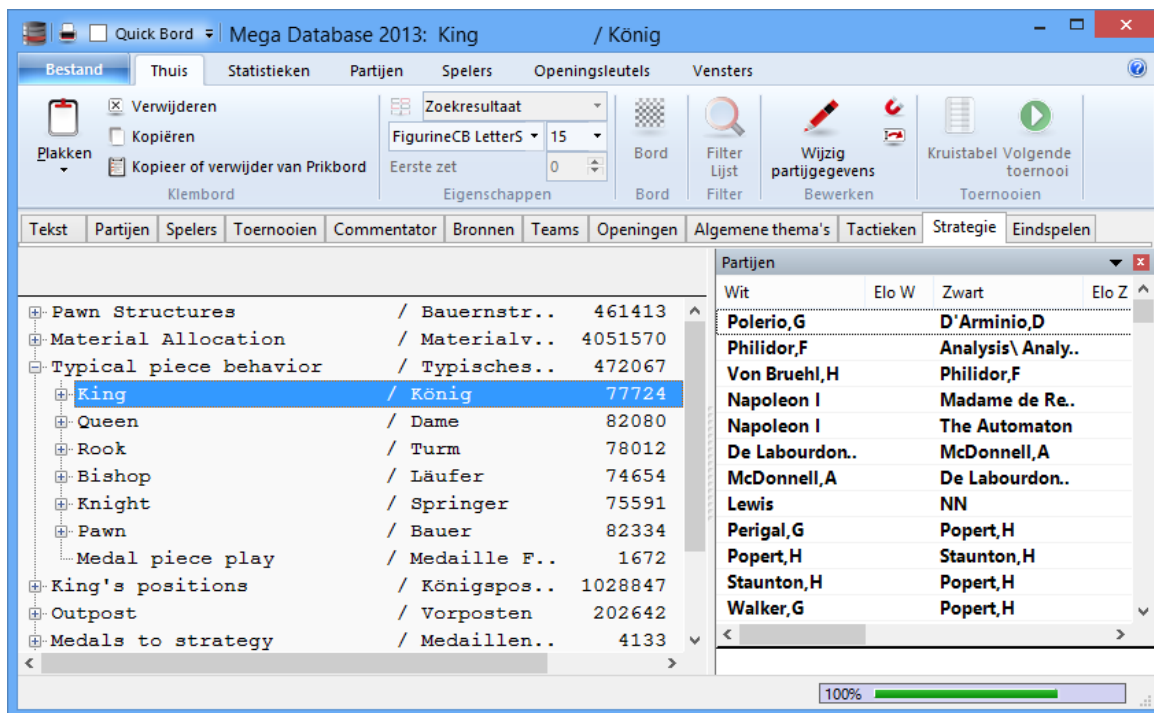 Quick Bord Mega Database 2013: King / König
Bestand Thuis Statistieken Partijen Spelers Openingsleutels Vensters
Plakken
Verwijderen
Kopiëren
Kopieer of verwijder van Prikbord
Klembord
Zoekresultaat
FigurineCB LetterS 15
Eerste zet 0
Eigenschappen
Bord
Bord
Filter
Lijst
Filter
Wijzig
partijgegevens
Bewerken
Kruistabel Volgende
toernooi
Toernooien
Tekst Partijen Spelers Toernooien Commentator Bronnen Teams Openingen Algemene thema's Tactieken Strategie Eindspelen
Pawn Structures / Bauernstr.. 461413
Material Allocation / Materialv.. 4051570
Typical piece behavior / Typisches.. 472067
King / König 77724
Queen / Dame 82080
Rook / Turm 78012
Bishop / Läufer 74654
Knight / Springer 75591
Pawn / Bauer 82334
Medal piece play / Medaille F.. 1672
King's positions / Königspos.. 1028847
Outpost / Vorposten 202642
Medals to strategy / Medaillen.. 4133
Partijen
Wit Elo W Zwart Elo Z
Polerio,G D'Arminio,D
Philidor,F Analysis\ Analy..
Von Bruehl,H Philidor,F
Napoleon I Madame de Re..
Napoleon I The Automaton
De Labourdon.. McDonnell,A
McDonnell,A De Labourdon..
Lewis NN
Perigal,G Popert,H
Popert,H Staunton,H
Staunton,H Popert,H
Walker,G Popert,H
100%